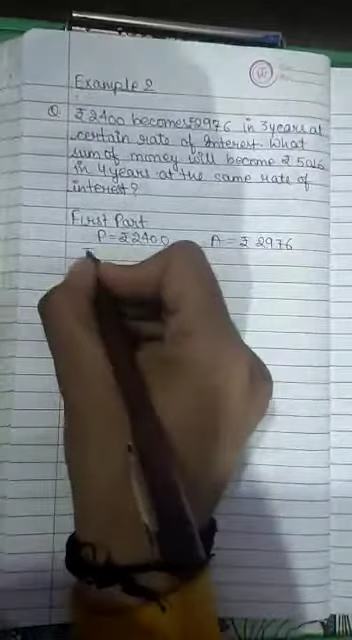 Example 2
Q. ₹2400 becomes ₹2976 in 3 years at
certain rate of Interest. What
sum of money will become ₹ 5016
in 4 years at the same rate of
interest?
First Part
P = ₹2400 A = ₹ 2976